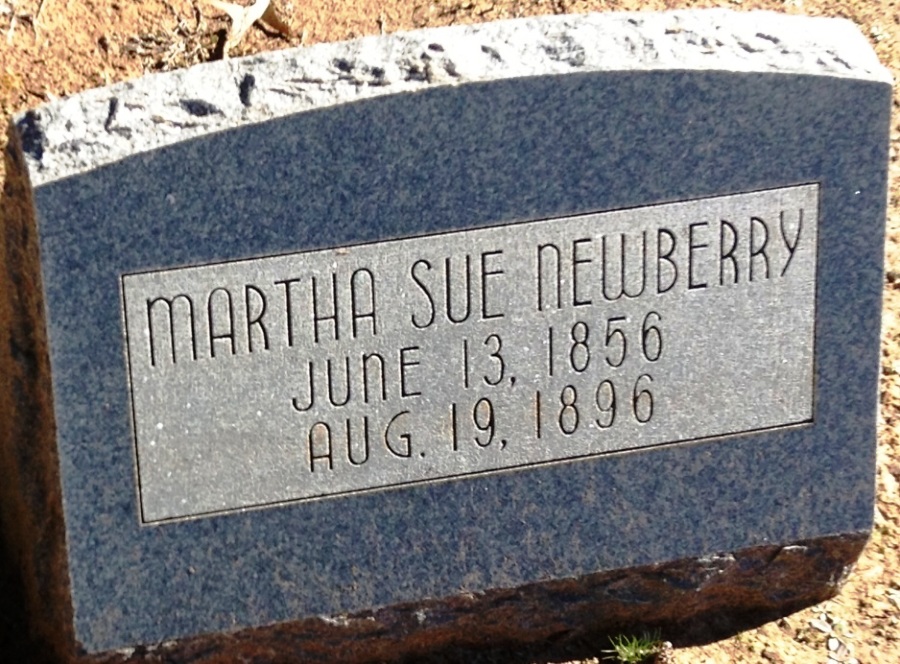 MARTHA SUE NEWBERRY
JUNE 13, 1856
AUG. 19, 1896